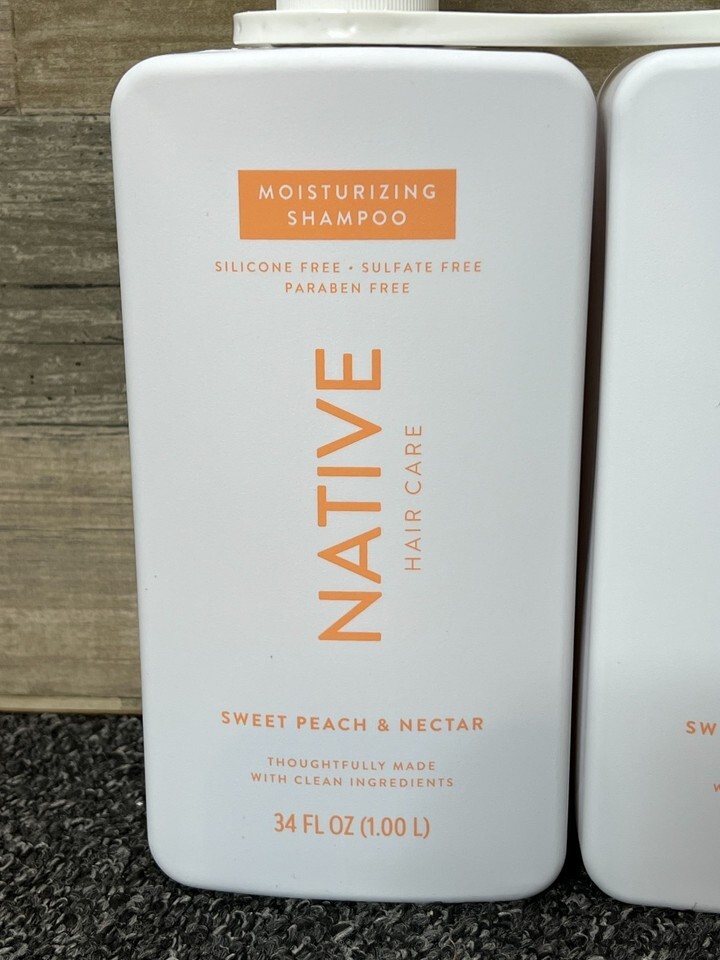 MOISTURIZING
SHAMPOO
SILICONE FREE • SULFATE FREE
PARABEN FREE
NATIVE
HAIR CARE
SWEET PEACH & NECTAR
THOUGHTFULLY MADE
WITH CLEAN INGREDIENTS
34 FL OZ (1.00 L)
SW
W